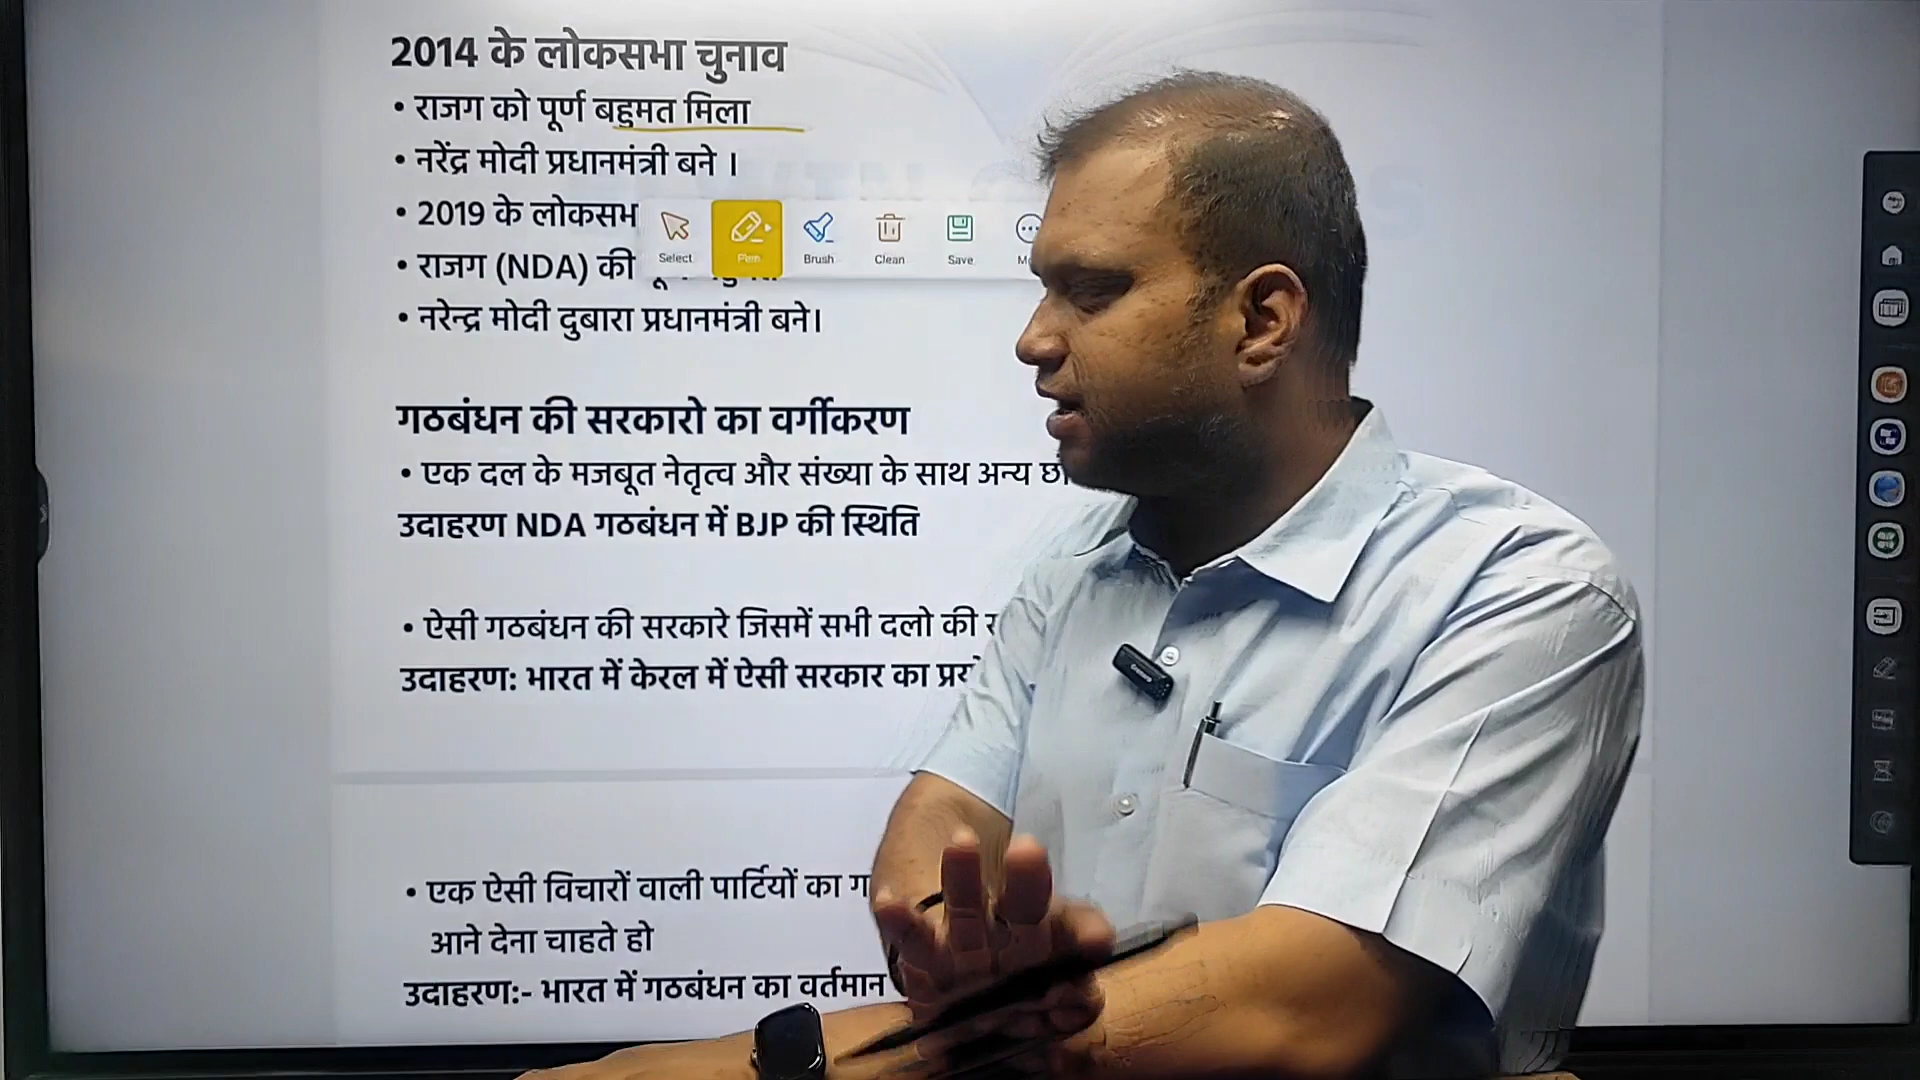 2014 के लोकसभा चुनाव
• राजग को पूर्ण बहुमत मिला
• नरेंद्र मोदी प्रधानमंत्री बने ।
• 2019 के लोकसभ
Select Pen Brush Clean Save
• राजग (NDA) की
• नरेन्द्र मोदी दुबारा प्रधानमंत्री बने।
गठबंधन की सरकारो का वर्गीकरण
• एक दल के मजबूत नेतृत्व और संख्या के साथ अन्य
उदाहरण NDA गठबंधन में BJP की स्थिति
• ऐसी गठबंधन की सरकारे जिसमें सभी दलो की
उदाहरण: भारत में केरल में ऐसी सरकार का
• एक ऐसी विचारों वाली पार्टियों का
आने देना चाहते हो
उदाहरण:- भारत में गठबंधन का वर्तमान